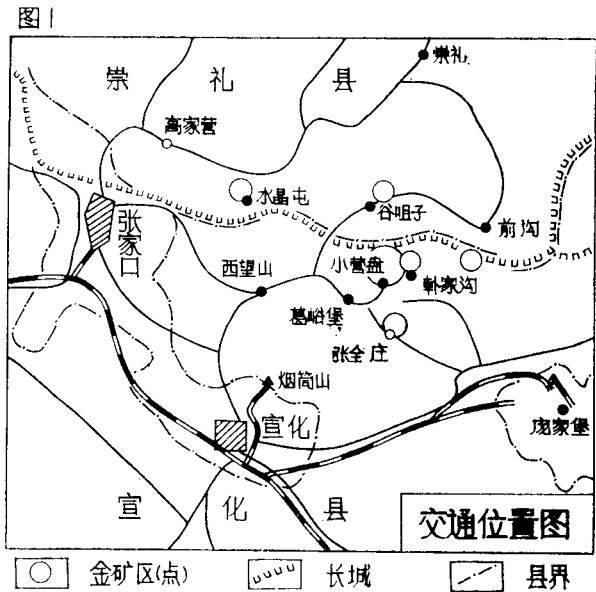 图1
崇礼县
崇礼
高家营
水晶屯
谷咀子
前沟
张家口
西望山
小营盘
韩家沟
葛峪堡
张全庄
烟筒山
宣化
庞家堡
宣化县
交通位置图
金矿区(点)
长城
县界